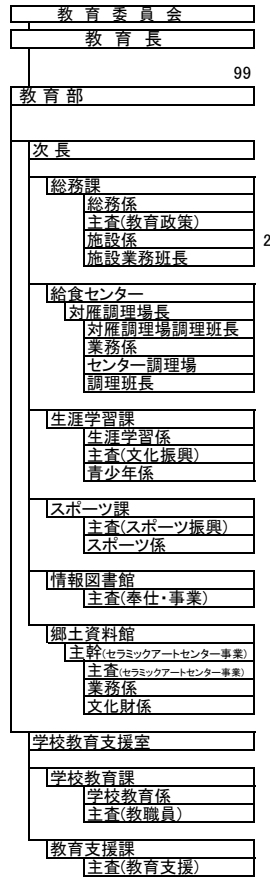 教 育 委 員 会
教 育 長
99
教 育 部
次 長
総務課
総務係
主査(教育政策)
施設係 2
施設業務班長
給食センター
対雁調理場長
対雁調理場調理班長
業務係
センター調理場
調理班長
生涯学習課
生涯学習係
主査(文化振興)
青少年係
スポーツ課
主査(スポーツ振興)
スポーツ係
情報図書館
主査(奉仕・事業)
郷土資料館
主幹(セラミックアートセンター事業)
主査(セラミックアートセンター事業)
業務係
文化財係
学校教育支援室
学校教育課
学校教育係
主査(教職員)
教育支援課
主査(教育支援)